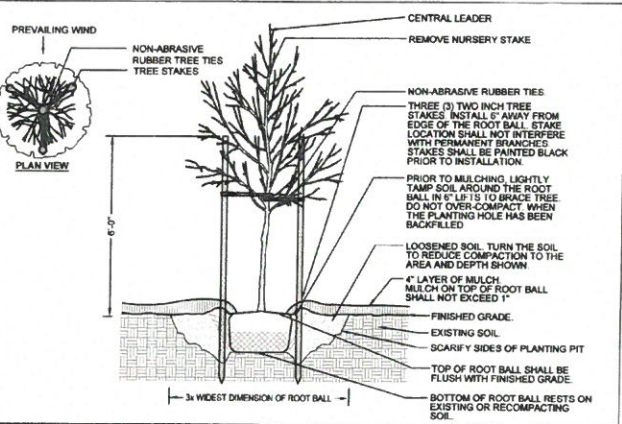 PREVAILING WIND
NON-ABRASIVE
RUBBER TREE TIES
TREE STAKES
PLAN VIEW
6'-0"
3x WIDEST DIMENSION OF ROOT BALL
CENTRAL LEADER
REMOVE NURSERY STAKE
NON-ABRASIVE RUBBER TIES
THREE (3) TWO INCH TREE
STAKES. INSTALL 6" AWAY FROM
EDGE OF THE ROOT BALL. STAKE
LOCATION SHALL NOT INTERFERE
WITH PERMANENT BRANCHES
STAKES SHALL BE PAINTED BLACK
PRIOR TO INSTALLATION.
PRIOR TO MULCHING, LIGHTLY
TAMP SOIL AROUND THE ROOT
BALL IN 6" LIFTS TO BRACE TREE.
DO NOT OVER-COMPACT. WHEN
THE PLANTING HOLE HAS BEEN
BACKFILLED
LOOSENED SOIL. TURN THE SOIL
TO REDUCE COMPACTION TO THE
AREA AND DEPTH SHOWN.
4" LAYER OF MULCH.
MULCH ON TOP OF ROOT BALL
SHALL NOT EXCEED 1"
FINISHED GRADE.
EXISTING SOIL
SCARIFY SIDES OF PLANTING PIT
TOP OF ROOT BALL SHALL BE
FLUSH WITH FINISHED GRADE.
BOTTOM OF ROOT BALL RESTS ON
EXISTING OR RECOMPACTING
SOIL.